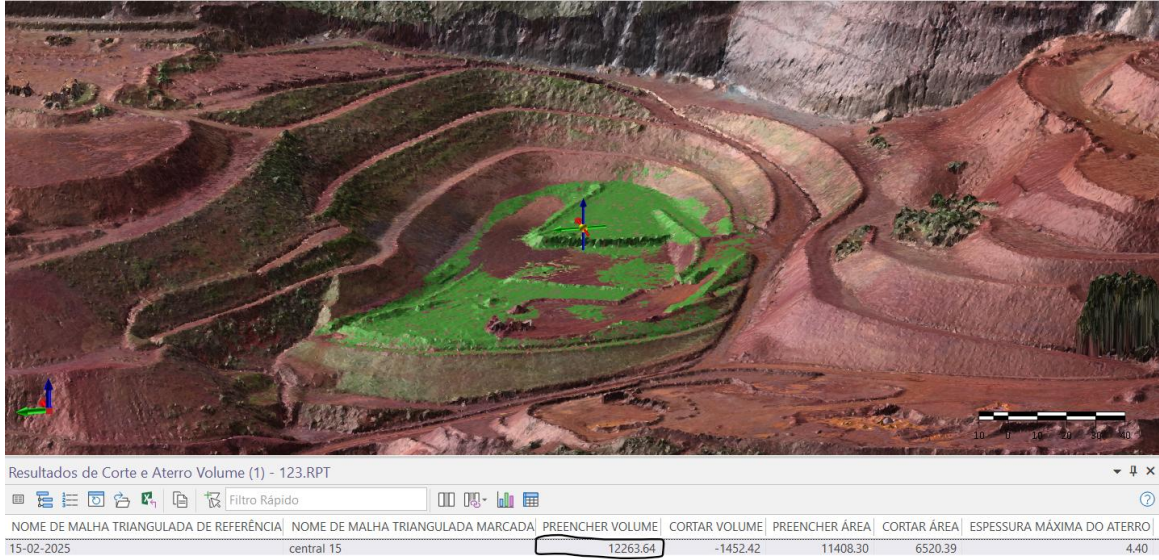 10 0 10 20 30 40
Resultados de Corte e Aterro Volume (1) - 123.RPT
Filtro Rápido
NOME DE MALHA TRIANGULADA DE REFERÊNCIA NOME DE MALHA TRIANGULADA MARCADA PREENCHER VOLUME CORTAR VOLUME PREENCHER ÁREA CORTAR ÁREA ESPESSURA MÁXIMA DO ATERRO
15-02-2025 central 15 12263.64 -1452.42 11408.30 6520.39 4.40